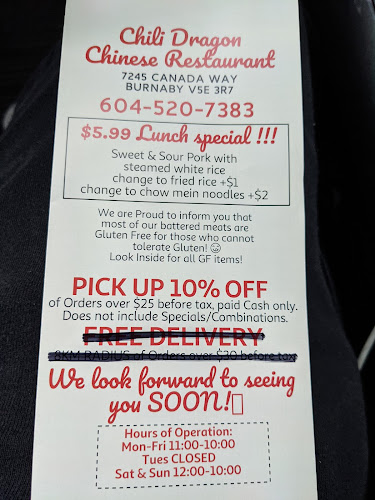 Chili Dragon
Chinese Restaurant
7245 CANADA WAY
BURNABY V5E 3R7
604-520-7383
$5.99 Lunch special !!!
Sweet & Sour Pork with
steamed white rice
change to fried rice +$1
change to chow mein noodles +$2
We are Proud to inform you that
most of our battered meats are
Gluten Free for those who cannot
tolerate Gluten! ☺
Look Inside for all GF items!
PICK UP 10% OFF
of Orders over $25 before tax, paid Cash only.
Does not include Specials/Combinations.
FREE DELIVERY
RADIUS of Orders over $30 before tax
We look forward to seeing
you SOON!
Hours of Operation:
Mon-Fri 11:00-10:00
Tues CLOSED
Sat & Sun 12:00-10:00